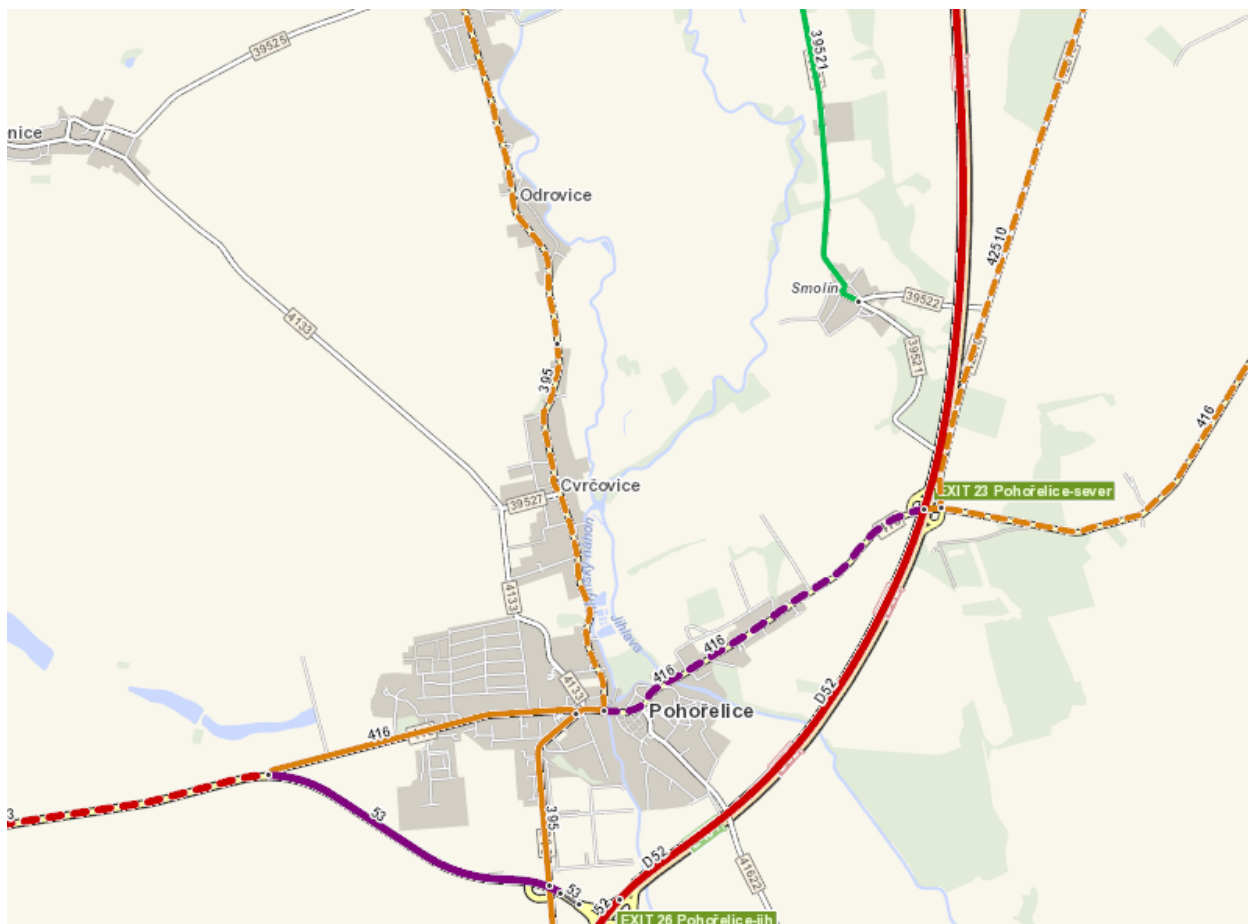 39525
39521
nice
Odrovice
42510
Smolín
39522
4133
39521
395
416
Cvrčovice
39527
EXIT 23 Pohořelice-sever
4133
Jihlava
416
416
4133
D52
Pohořelice
416
53
395
D52
41622
53
52
EXIT 26 Pohořelice-jih